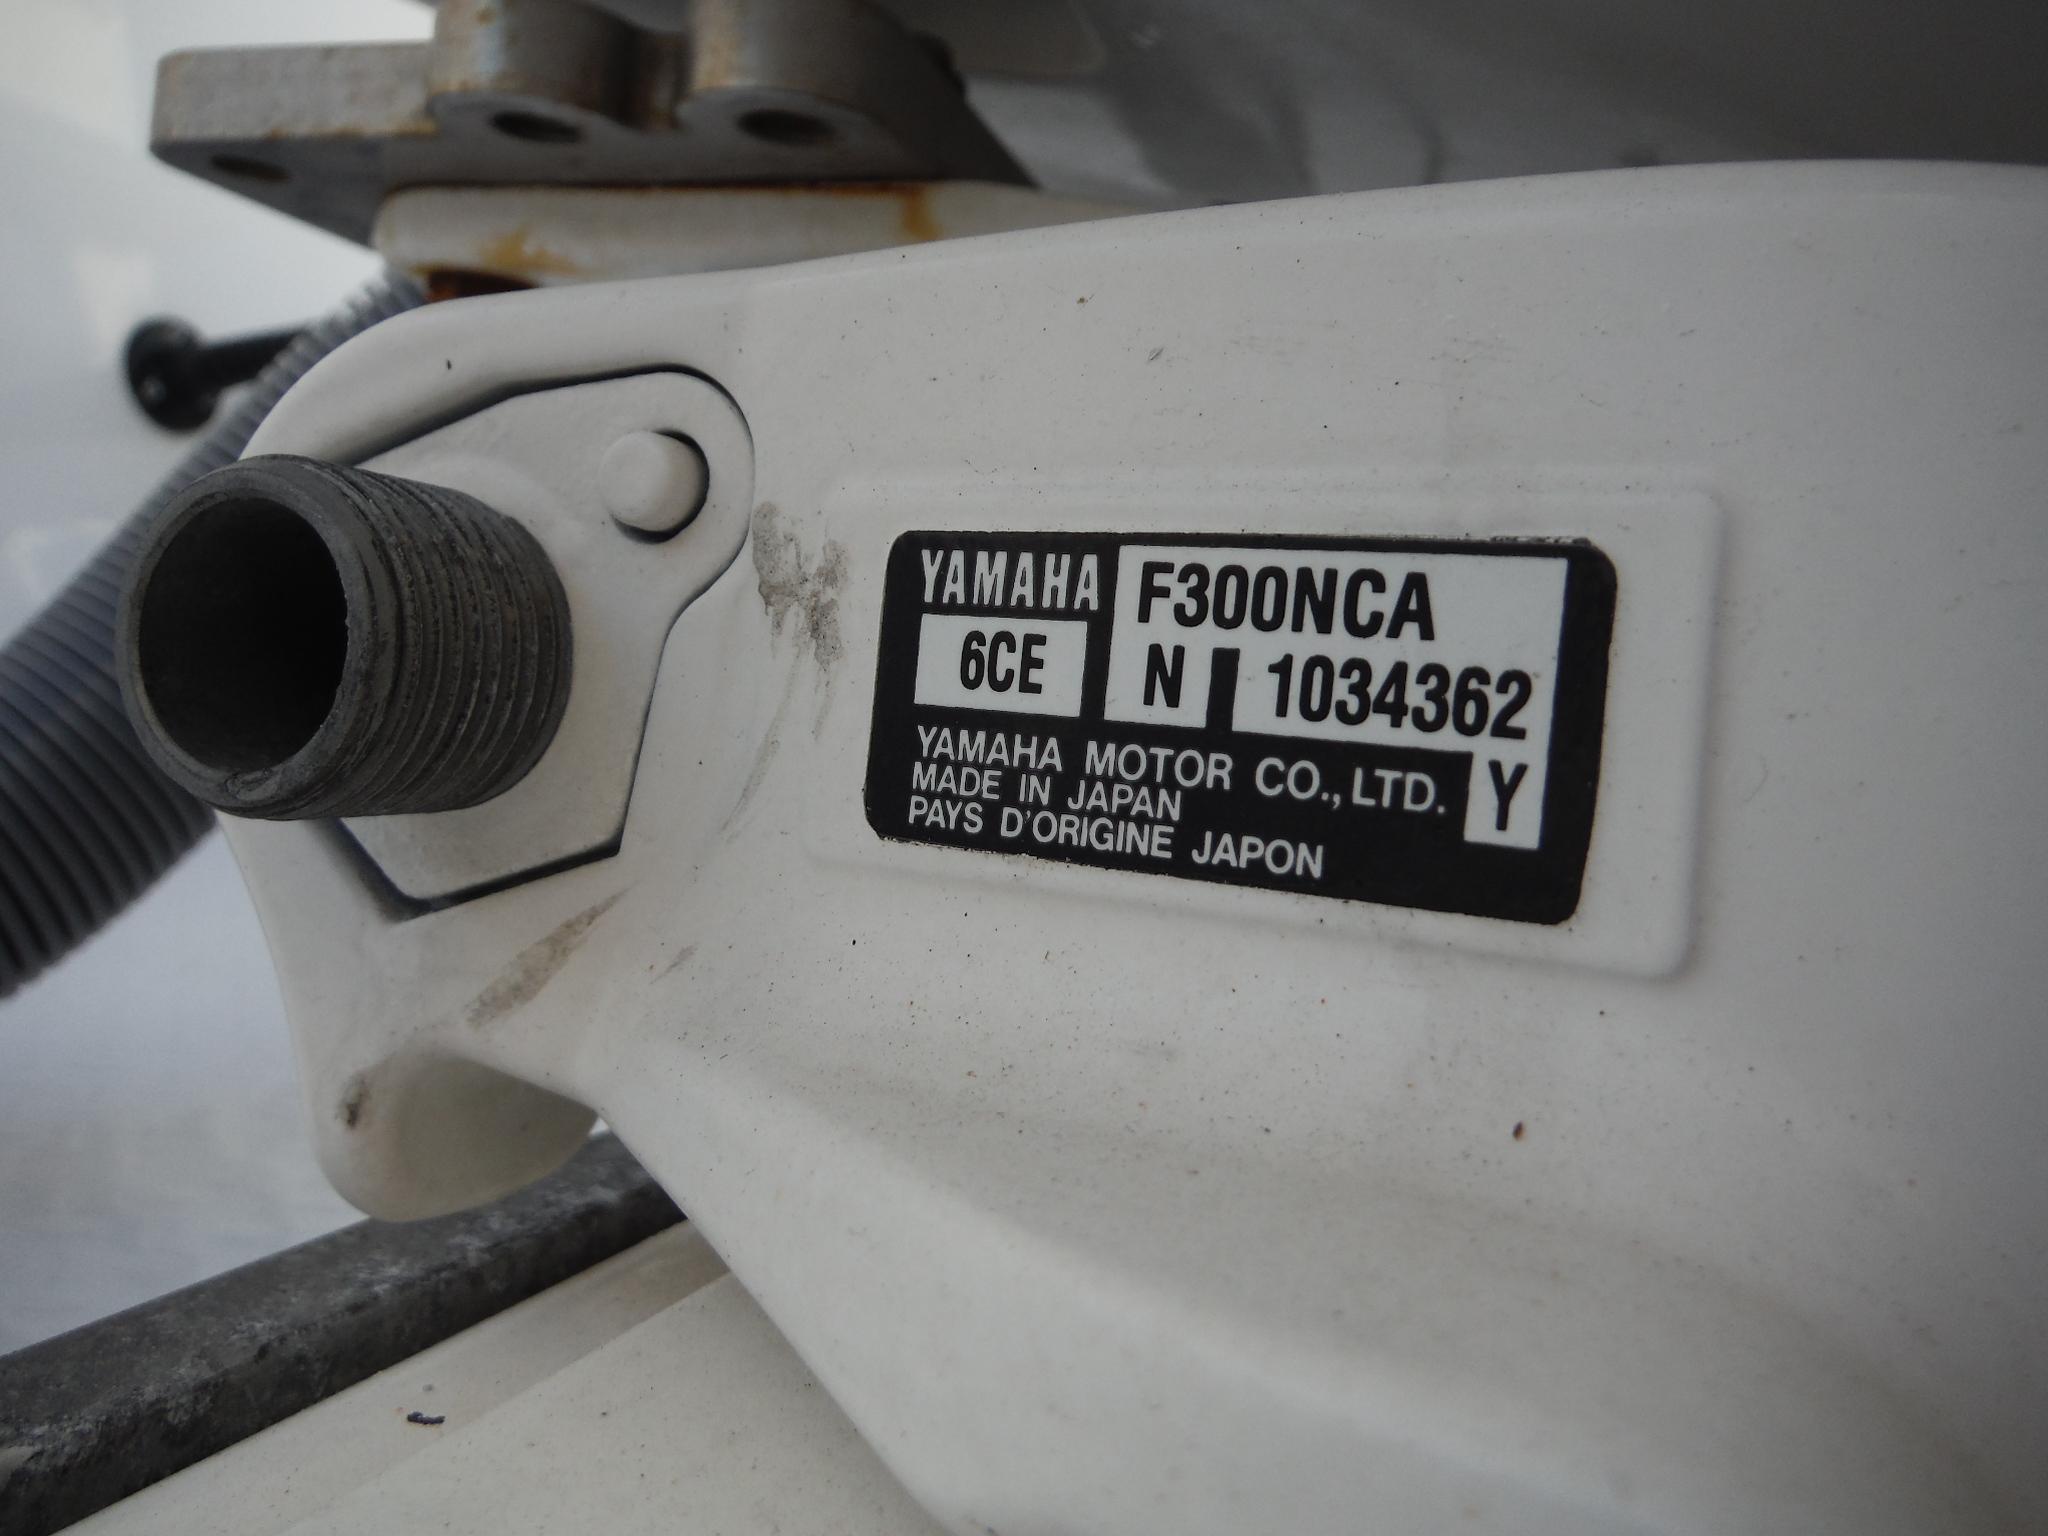 YAMAHA F300NCA
6CE N 1034362
YAMAHA MOTOR CO., LTD. Y
MADE IN JAPAN
PAYS D'ORIGINE JAPON